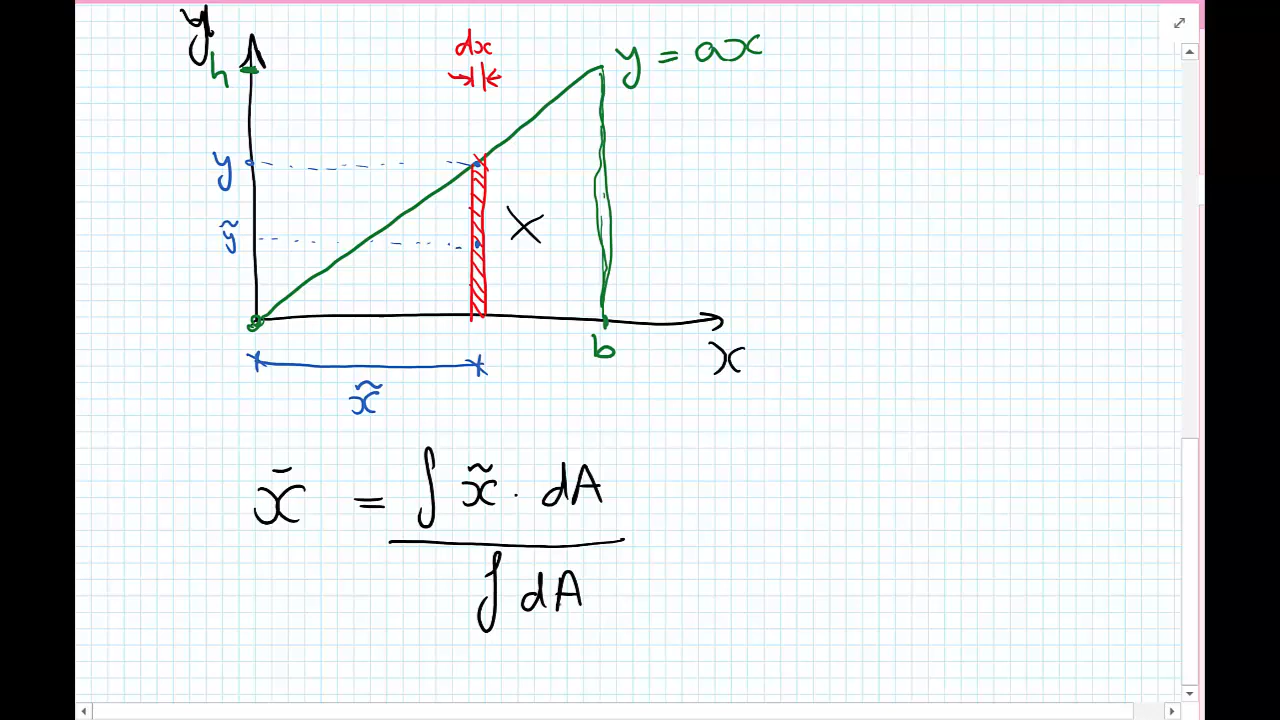 y
h
dx
y = ax
y
ỹ
b
x
x̃
x̄ = ∫ x̃ · dA
∫ dA